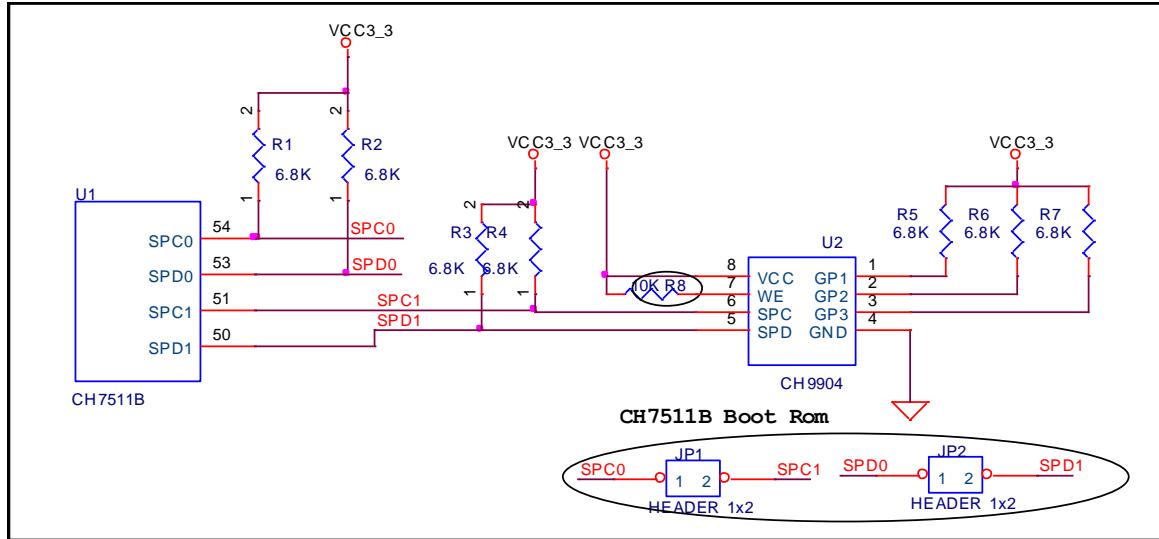 VCC3_3
2
2
R1
R2
6.8K
6.8K
1
1
VCC3_3
VCC3_3
VCC3_3
U1
54
SPC0
SPC0
53
SPD0
SPD0
51
SPC1
SPC1
50
SPD1
SPD1
CH7511B
2
2
R3
R4
6.8K
6.8K
1
1
R5
R6
R7
6.8K
6.8K
6.8K
U2
10K R8
8
VCC
GP1
1
7
WE
GP2
2
6
SPC
GP3
3
5
SPD
GND
4
CH9904
CH7511B Boot Rom
JP1
JP2
SPC0
1
2
SPC1
SPD0
1
2
SPD1
HEADER 1x2
HEADER 1x2